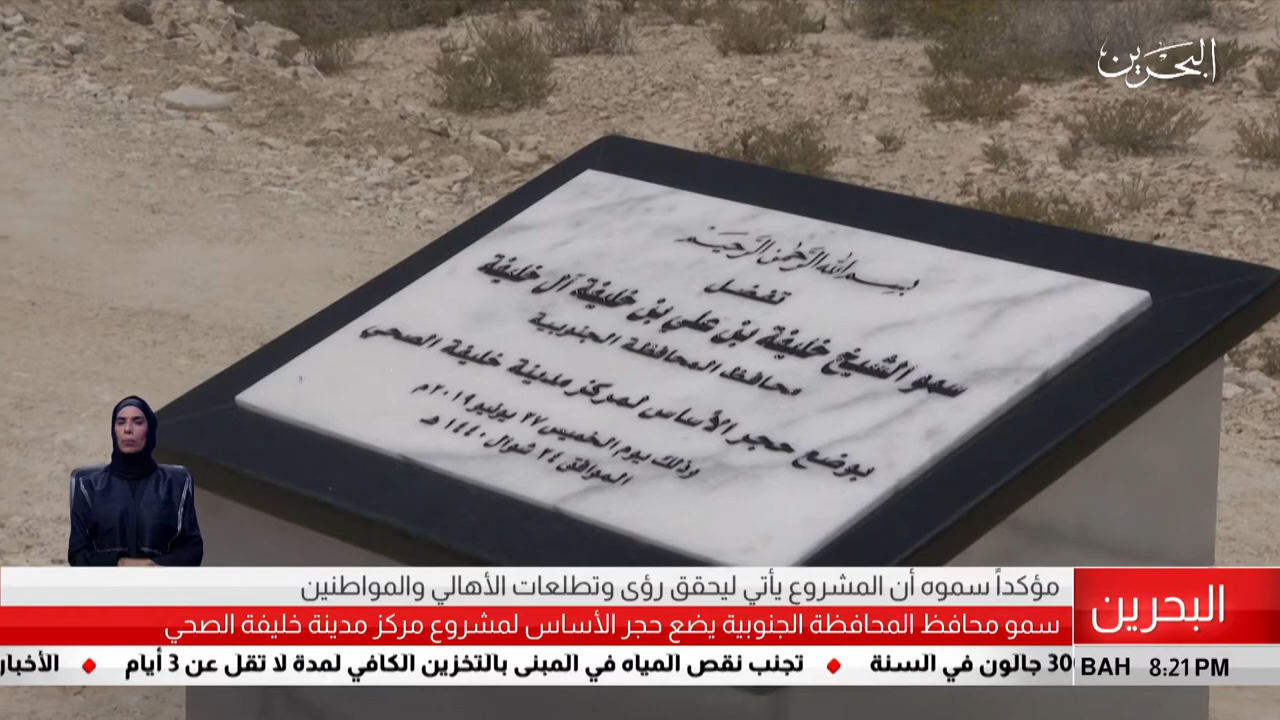 البحرين
بسم الله الرحمن الرحيم
تفضل
سمو الشيخ خليفة بن علي بن خليفة آل خليفة
محافظ المحافظة الجنوبية
بوضع حجر الأساس لمركز مدينة خليفة الصحي
وذلك يوم الخميس ٢٧ يونيو ٢٠١٩م
الموافق ٢٤ شوال ١٤٤٠ هـ
مؤكداً سموه أن المشروع يأتي ليحقق رؤى وتطلعات الأهالي والمواطنين
البحرين
سمو محافظ المحافظة الجنوبية يضع حجر الأساس لمشروع مركز مدينة خليفة الصحي
BAH 8:21 PM
300 جالون في السنة ♦ تجنب نقص المياه في المبنى بالتخزين الكافي لمدة لا تقل عن 3 أيام ♦ الأخبار